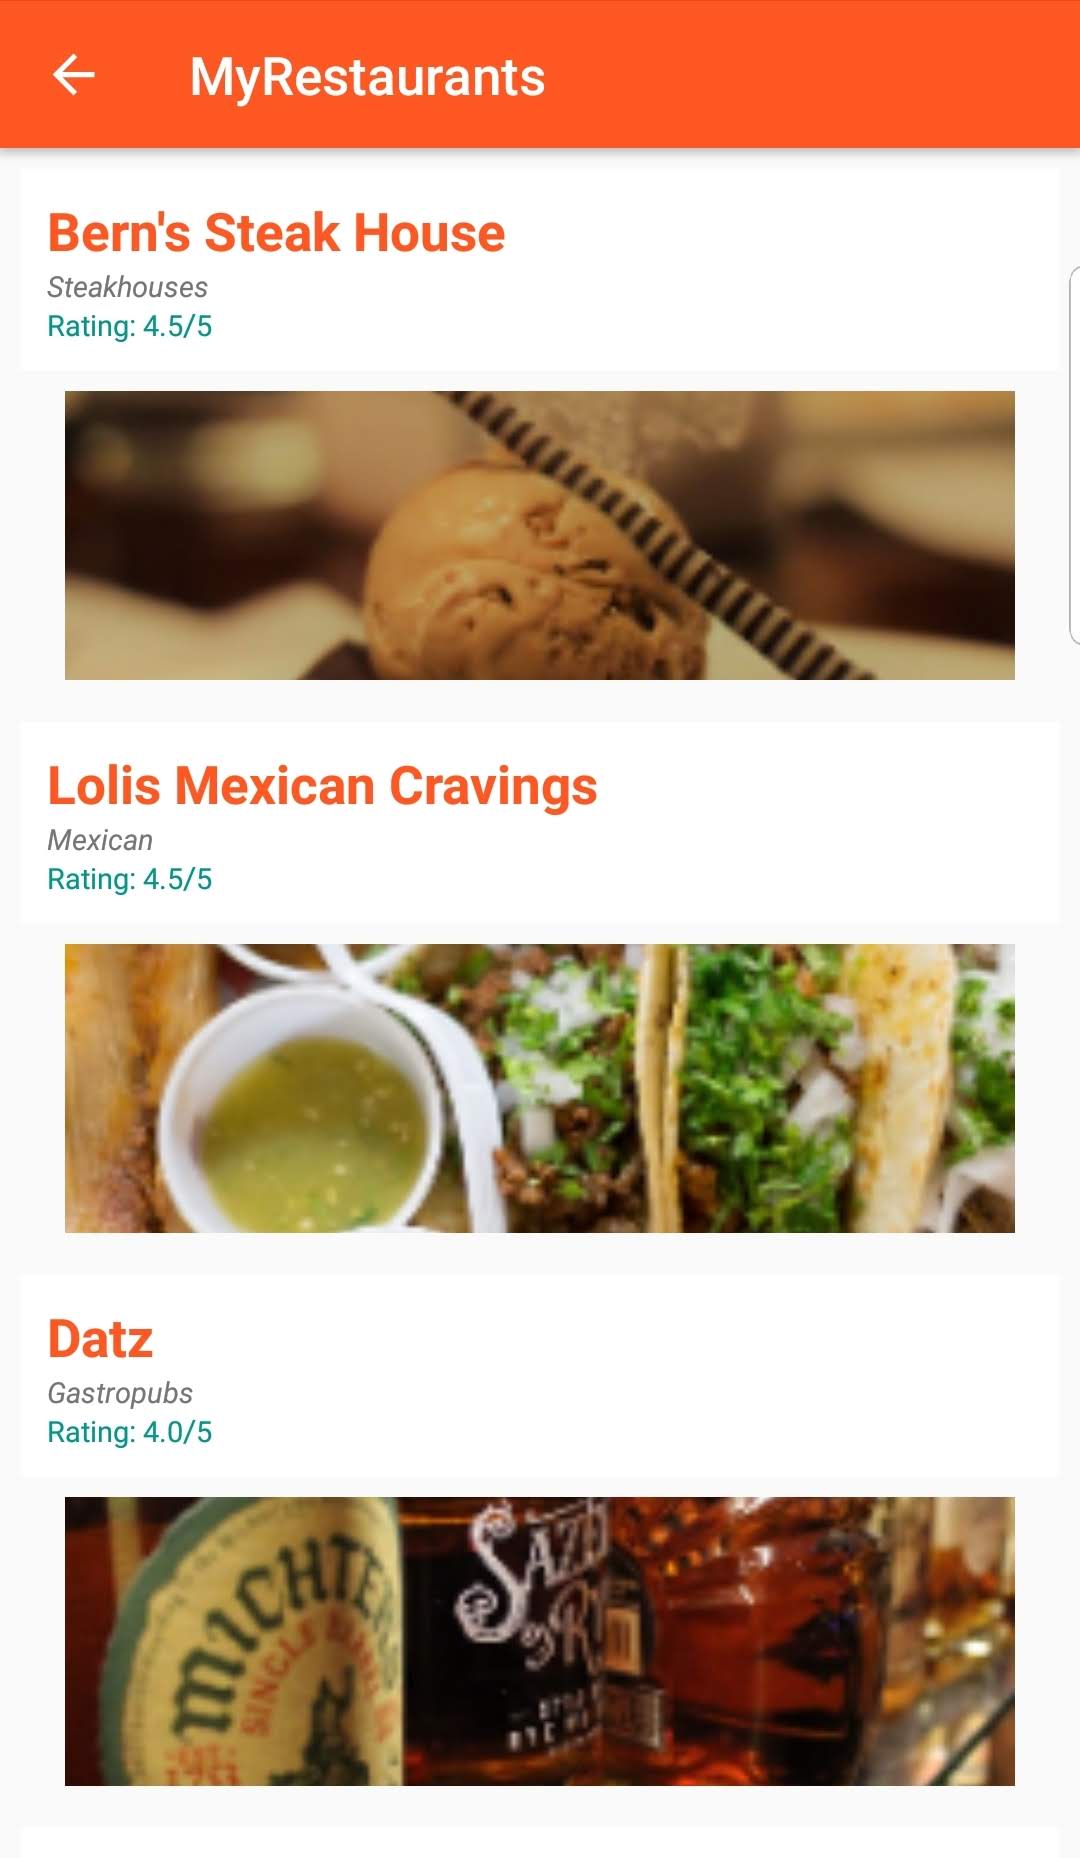 MyRestaurants
Bern's Steak House
Steakhouses
Rating: 4.5/5
Lolis Mexican Cravings
Mexican
Rating: 4.5/5
Datz
Gastropubs
Rating: 4.0/5
MICHTER'S
SINGLE
SAZE
RYE